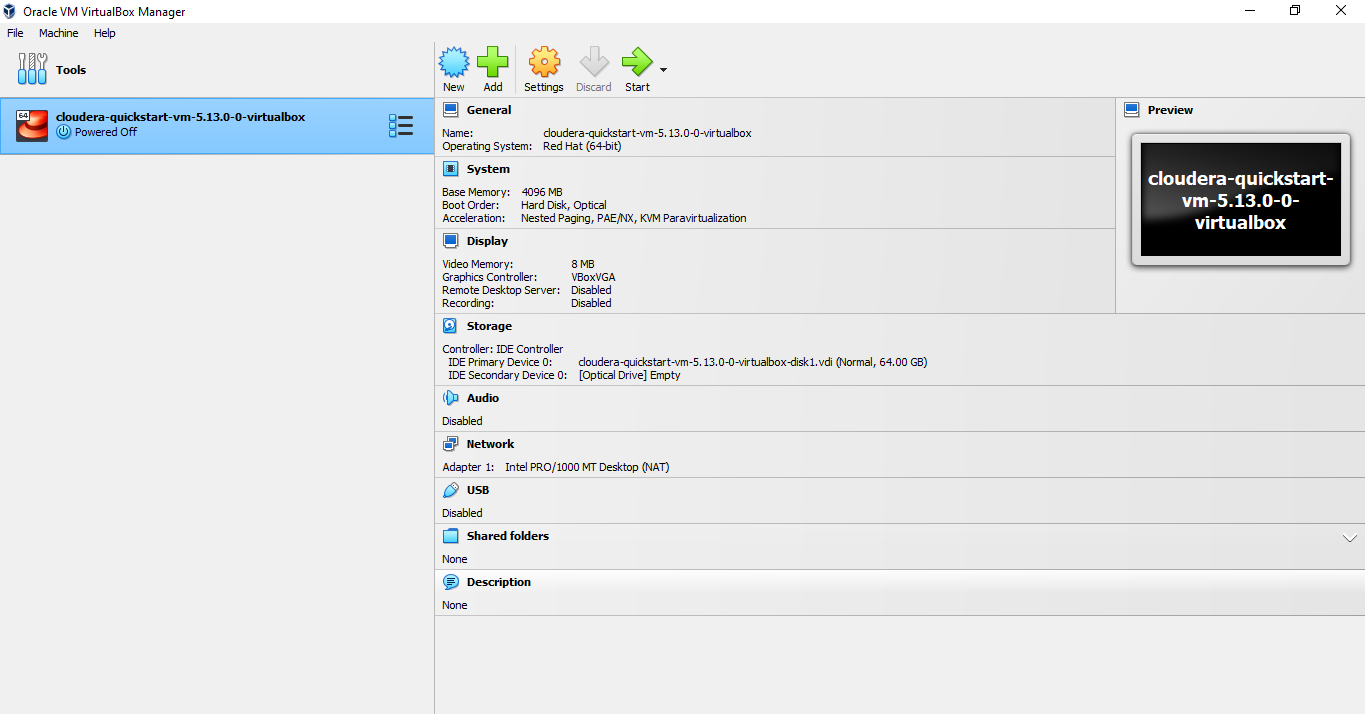 Oracle VM VirtualBox Manager
File Machine Help
Tools
New Add Settings Discard Start
64
cloudera-quickstart-vm-5.13.0-0-virtualbox
Powered Off
General
Name: cloudera-quickstart-vm-5.13.0-0-virtualbox
Operating System: Red Hat (64-bit)
System
Base Memory: 4096 MB
Boot Order: Hard Disk, Optical
Acceleration: Nested Paging, PAE/NX, KVM Paravirtualization
Display
Video Memory: 8 MB
Graphics Controller: VBoxVGA
Remote Desktop Server: Disabled
Recording: Disabled
Preview
cloudera-quickstart-
vm-5.13.0-0-
virtualbox
Storage
Controller: IDE Controller
IDE Primary Device 0: cloudera-quickstart-vm-5.13.0-0-virtualbox-disk1.vdi (Normal, 64.00 GB)
IDE Secondary Device 0: [Optical Drive] Empty
Audio
Disabled
Network
Adapter 1: Intel PRO/1000 MT Desktop (NAT)
USB
Disabled
Shared folders
None
Description
None